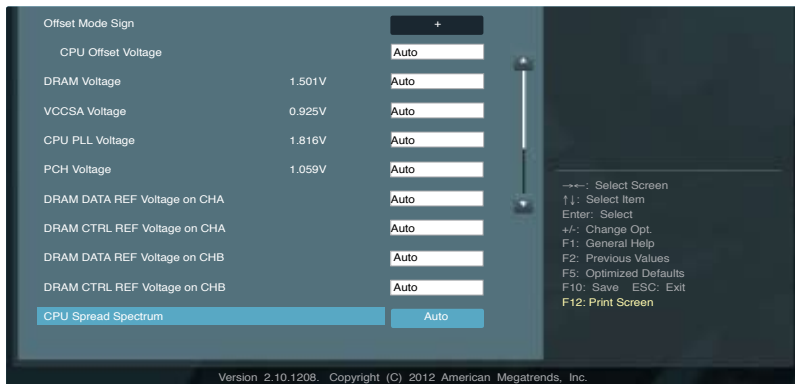 Offset Mode Sign +
CPU Offset Voltage Auto
DRAM Voltage 1.501V Auto
VCCSA Voltage 0.925V Auto
CPU PLL Voltage 1.816V Auto
PCH Voltage 1.059V Auto
DRAM DATA REF Voltage on CHA Auto
DRAM CTRL REF Voltage on CHA Auto
DRAM DATA REF Voltage on CHB Auto
DRAM CTRL REF Voltage on CHB Auto
CPU Spread Spectrum Auto
→←: Select Screen
↑↓: Select Item
Enter: Select
+/-: Change Opt.
F1: General Help
F2: Previous Values
F5: Optimized Defaults
F10: Save ESC: Exit
F12: Print Screen
Version 2.10.1208. Copyright (C) 2012 American Megatrends, Inc.